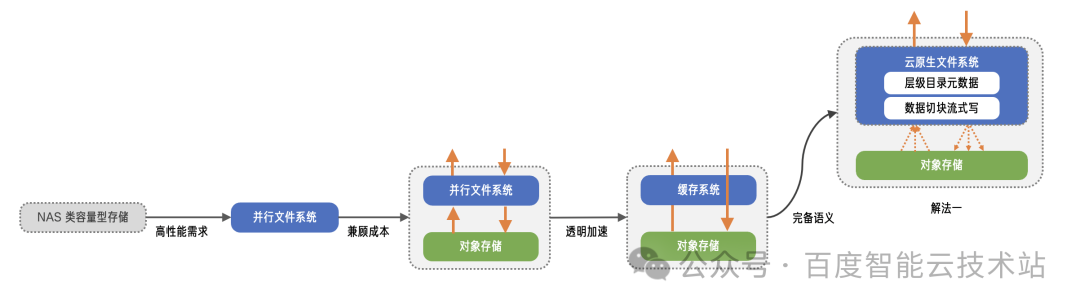 NAS 类容量型存储
高性能需求
并行文件系统
兼顾成本
并行文件系统
对象存储
透明加速
缓存系统
对象存储
完备语义
云原生文件系统
层级目录元数据
数据切块流式写
对象存储
解法一
公众号 · 百度智能云技术站